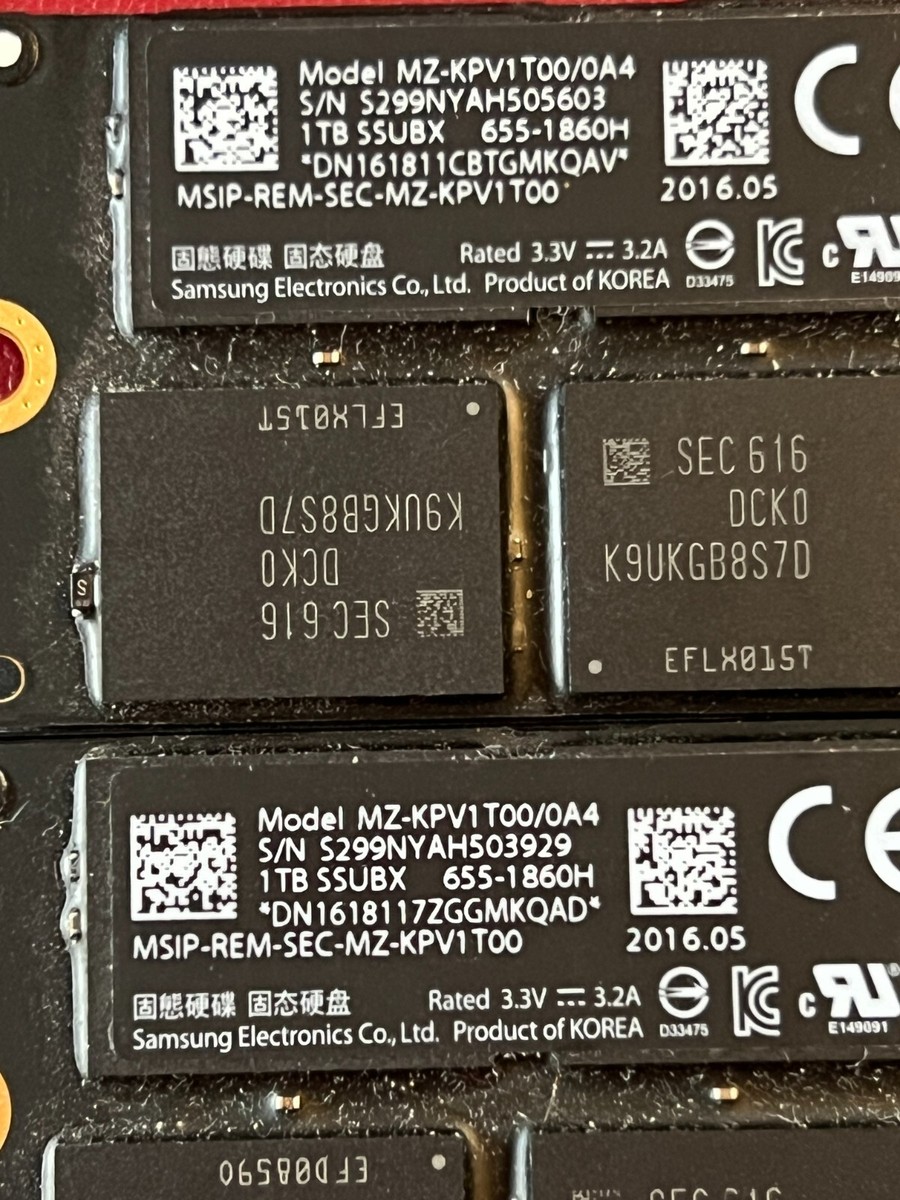 Model MZ-KPV1T00/0A4
S/N S299NYAH505603
1TB SSUBX 655-1860H
*DN161811CBTGMKQAV*
MSIP-REM-SEC-MZ-KPV1T00
2016.05
固態硬碟 固态硬盘
Rated 3.3V 3.2A
Samsung Electronics Co., Ltd. Product of KOREA
D33475
E14909
EFLX015T
K9UKGB8S7D
DCK0
SEC 616
S
SEC 616
DCK0
K9UKGB8S7D
EFLX015T
Model MZ-KPV1T00/0A4
S/N S299NYAH503929
1TB SSUBX 655-1860H
*DN1618117ZGGMKQAD*
MSIP-REM-SEC-MZ-KPV1T00
2016.05
固態硬碟 固态硬盘
Rated 3.3V 3.2A
Samsung Electronics Co., Ltd. Product of KOREA
D33475
E149091
EFD08590
SEC 616